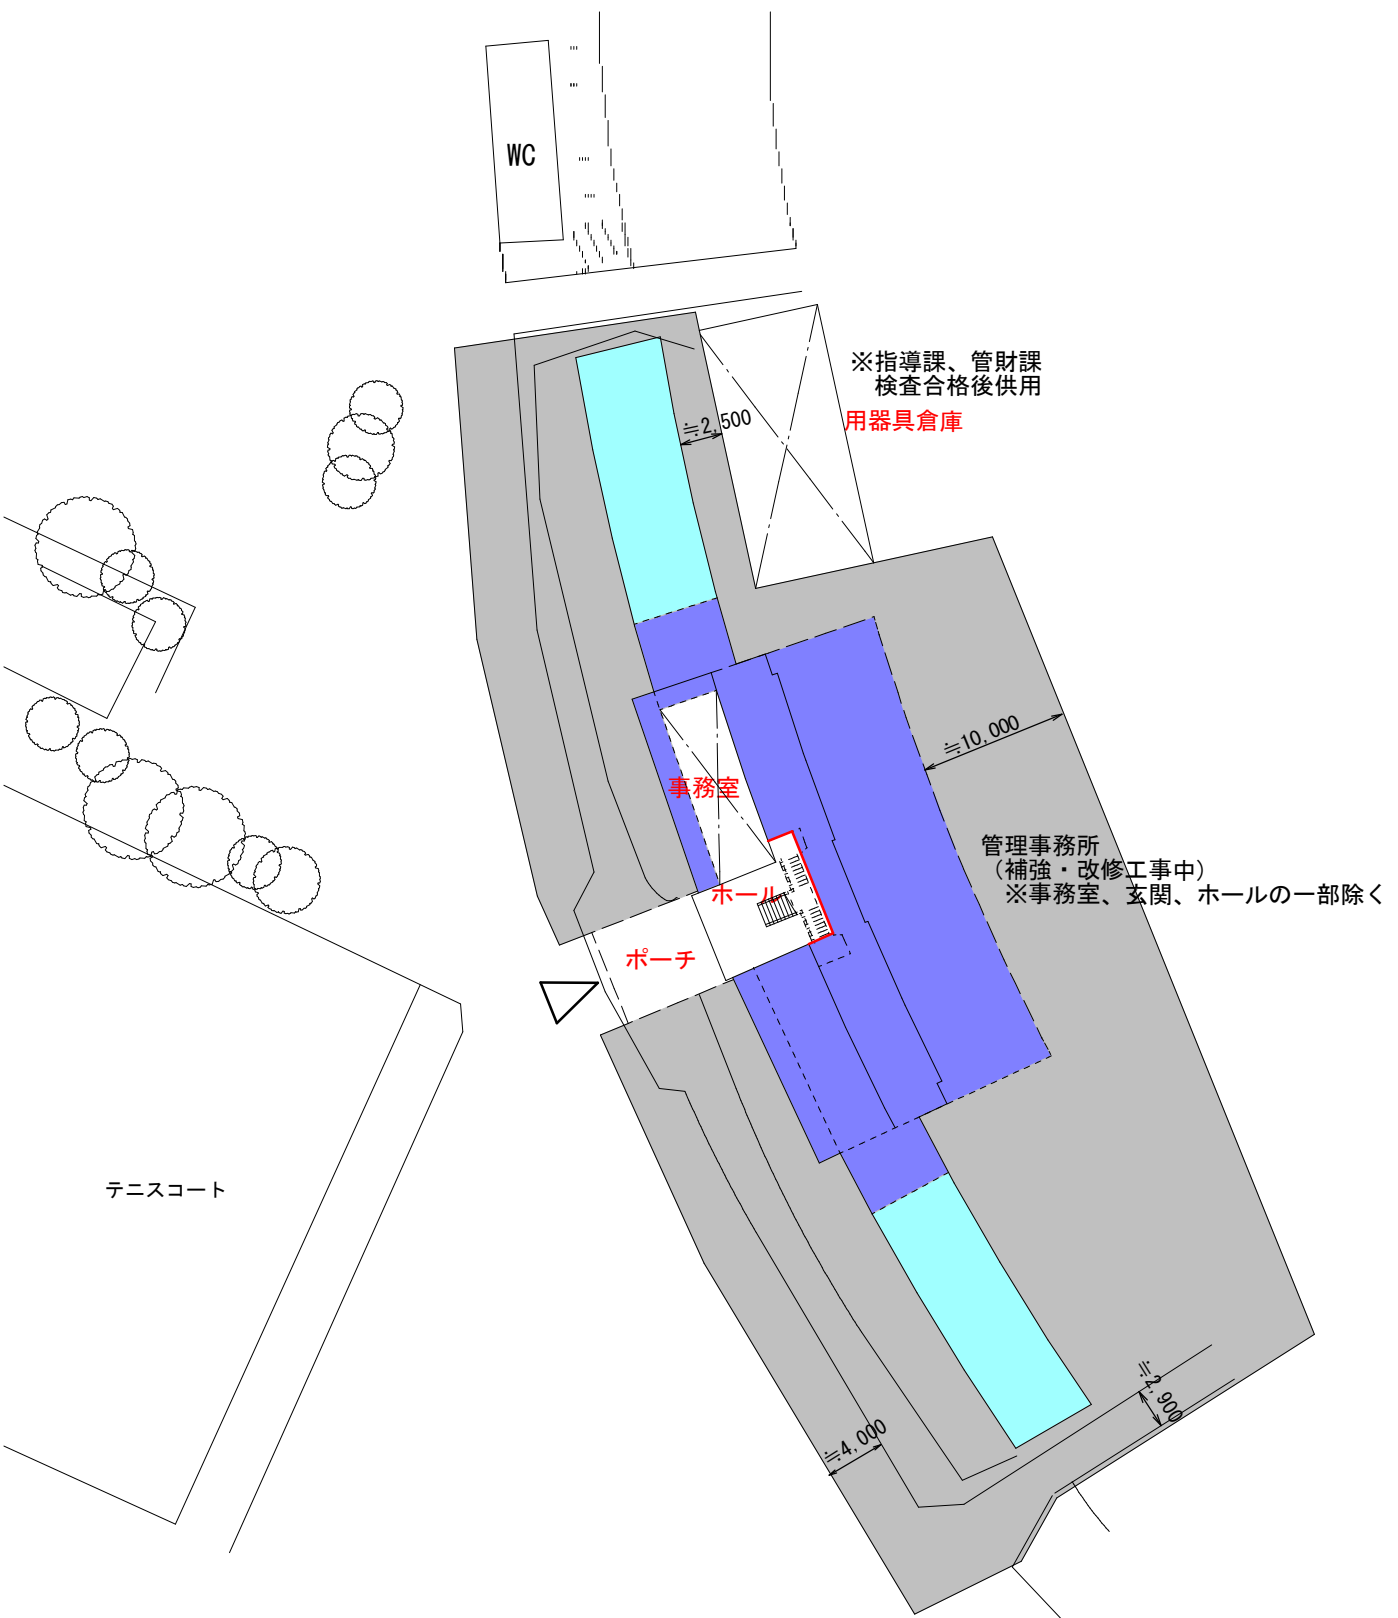 WC
※指導課、管財課
検査合格後供用
用器具倉庫
≒2,500
≒10,000
事務室
管理事務所
（補強・改修工事中）
※事務室、玄関、ホールの一部除く
ホール
ポーチ
テニスコート
≒2,900
≒4,000